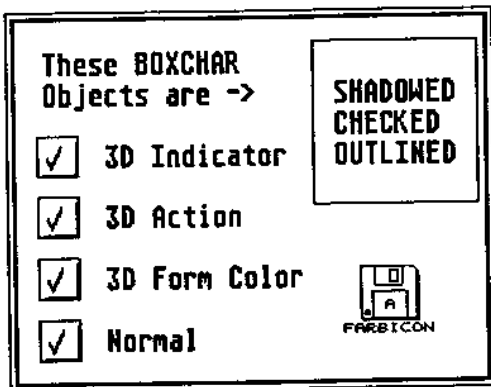 These BOXCHAR
Objects are ->
SHADOWED
CHECKED
OUTLINED
3D Indicator
3D Action
3D Form Color
Normal
A
FARBICON